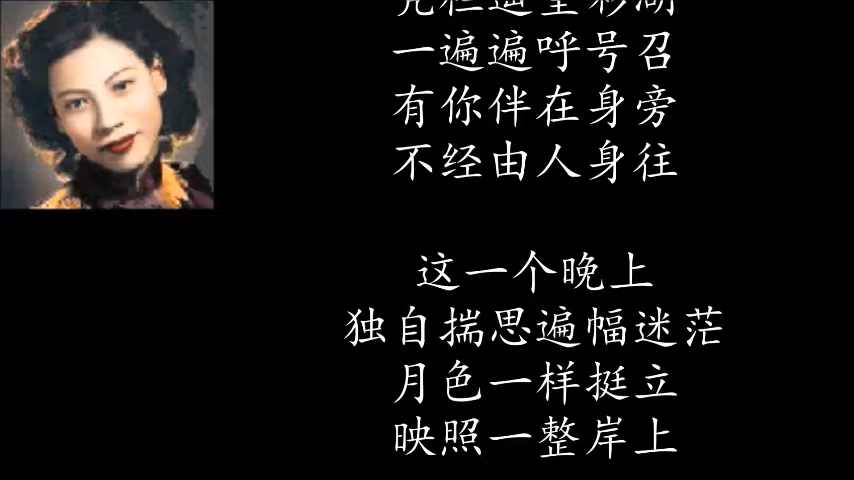 一遍遍呼号召
有你伴在身旁
不经由人身往
这一个晚上
独自揣思遍幅迷茫
月色一样挺立
映照一整岸上